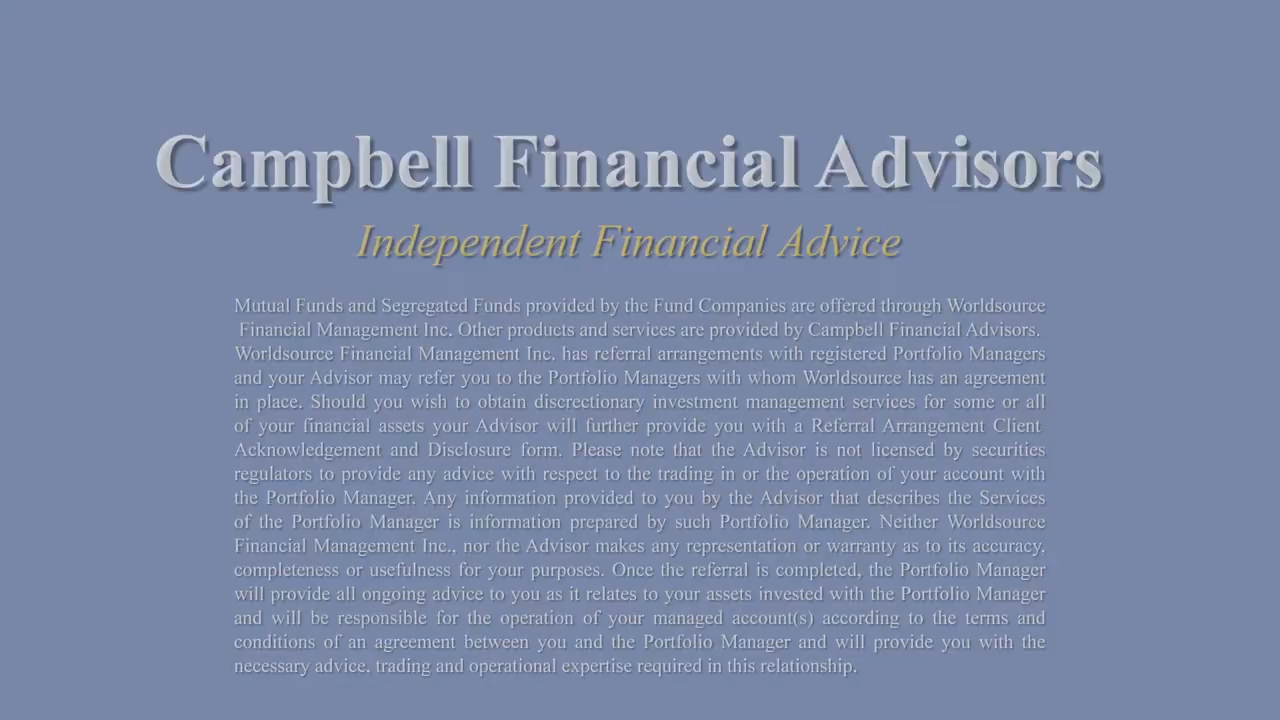 Campbell Financial Advisors
Independent Financial Advice
Mutual Funds and Segregated Funds provided by the Fund Companies are offered through Worldsource
Financial Management Inc. Other products and services are provided by Campbell Financial Advisors.
Worldsource Financial Management Inc. has referral arrangements with registered Portfolio Managers
and your Advisor may refer you to the Portfolio Managers with whom Worldsource has an agreement
in place. Should you wish to obtain discrectionary investment management services for some or all
of your financial assets your Advisor will further provide you with a Referral Arrangement Client
Acknowledgement and Disclosure form. Please note that the Advisor is not licensed by securities
regulators to provide any advice with respect to the trading in or the operation of your account with
the Portfolio Manager. Any information provided to you by the Advisor that describes the Services
of the Portfolio Manager is information prepared by such Portfolio Manager. Neither Worldsource
Financial Management Inc., nor the Advisor makes any representation or warranty as to its accuracy,
completeness or usefulness for your purposes. Once the referral is completed, the Portfolio Manager
will provide all ongoing advice to you as it relates to your assets invested with the Portfolio Manager
and will be responsible for the operation of your managed account(s) according to the terms and
conditions of an agreement between you and the Portfolio Manager and will provide you with the
necessary advice, trading and operational expertise required in this relationship.